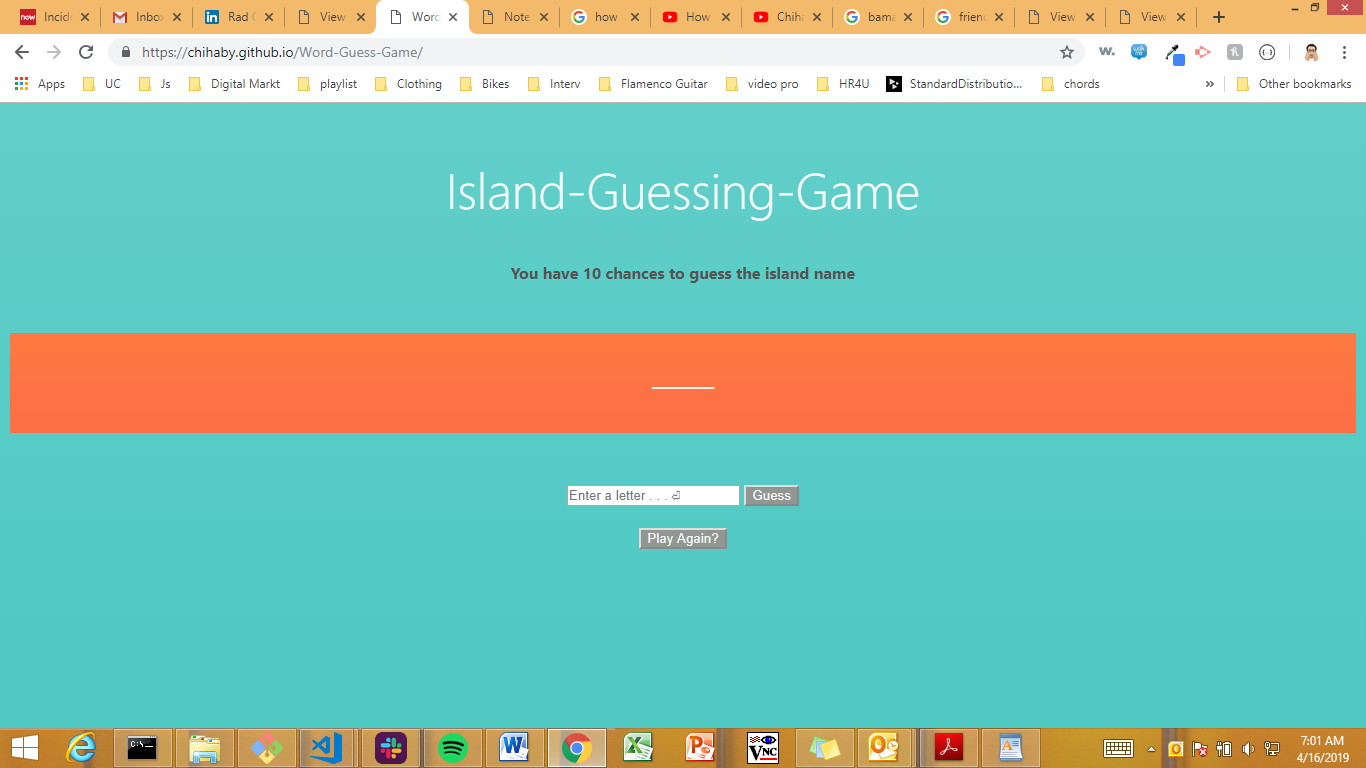 Incid Inbox Rad View Word Note how How Chiha bama frien View View
https://chihaby.github.io/Word-Guess-Game/
Apps UC Js Digital Markt playlist Clothing Bikes Interv Flamenco Guitar video pro HR4U StandardDistributio... chords » Other bookmarks
Island-Guessing-Game
You have 10 chances to guess the island name
Enter a letter . . . ⏎ Guess
Play Again?
7:01 AM
4/16/2019